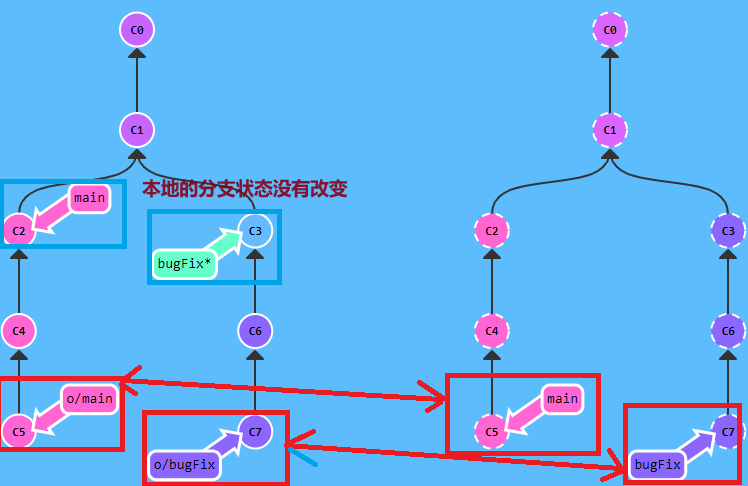 C0
C0
C1
C1
本地的分支状态没有改变
main
C2
C3
bugFix*
C2
C3
C4
C6
C4
C6
o/main
main
C5
C7
C5
C7
o/bugFix
bugFix